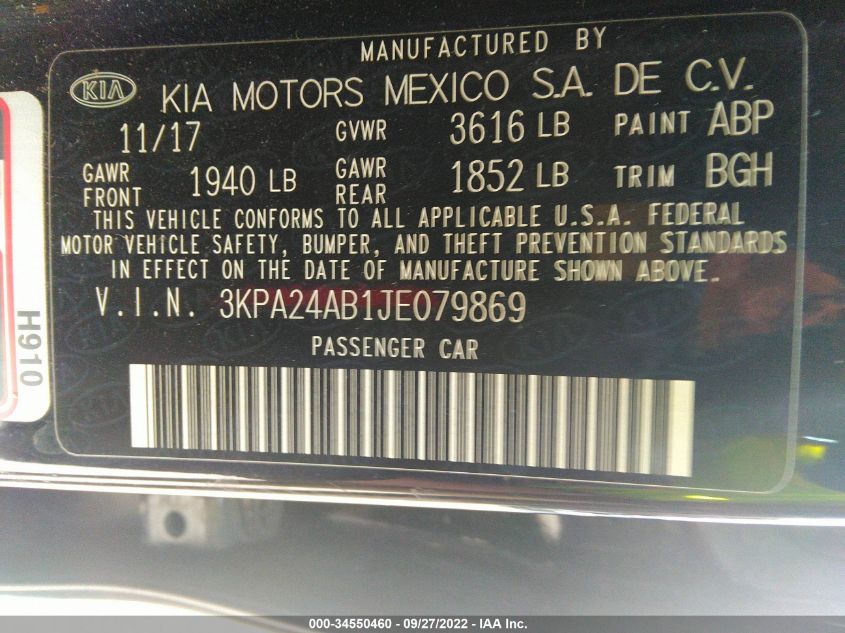 MANUFACTURED BY
KIA KIA MOTORS MEXICO S.A. DE C.V.
11/17 GVWR 3616 LB PAINT ABP
GAWR FRONT 1940 LB GAWR REAR 1852 LB TRIM BGH
THIS VEHICLE CONFORMS TO ALL APPLICABLE U.S.A. FEDERAL
MOTOR VEHICLE SAFETY, BUMPER, AND THEFT PREVENTION STANDARDS
IN EFFECT ON THE DATE OF MANUFACTURE SHOWN ABOVE.
V.I.N. 3KPA24AB1JE079869
PASSENGER CAR
H910
000-34550460 - 09/27/2022 - IAA Inc.